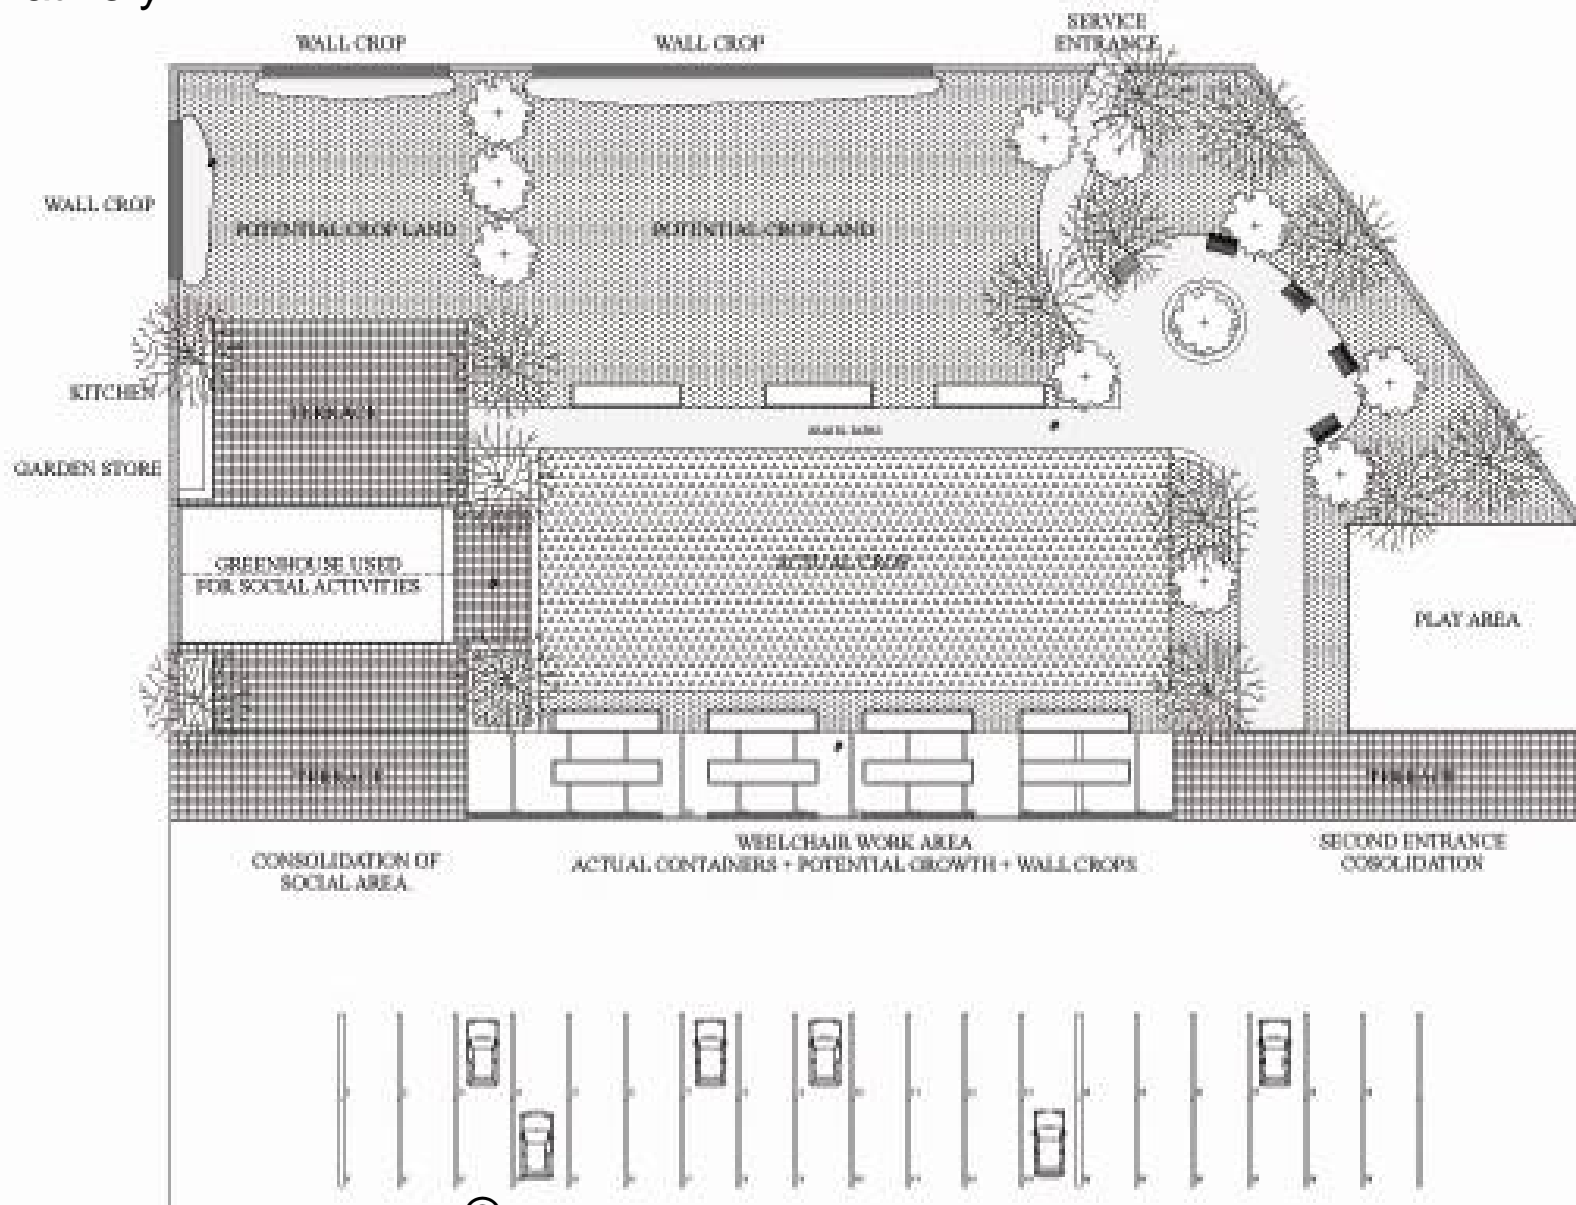 SERVICE
ENTRANCE
WALL CROP
WALL CROP
WALL CROP
POTENTIAL CROP LAND
POTENTIAL CROP LAND
KITCHEN
TERRACE
GARDEN STORE
GREENHOUSE USED
FOR SOCIAL ACTIVITIES
ACTUAL CROP
PLAY AREA
TERRACE
TERRACE
WEELCHAIR WORK AREA
ACTUAL CONTAINERS + POTENTIAL GROWTH + WALL CROPS
SECOND ENTRANCE
COSOLIDATION
CONSOLIDATION OF
SOCIAL AREA